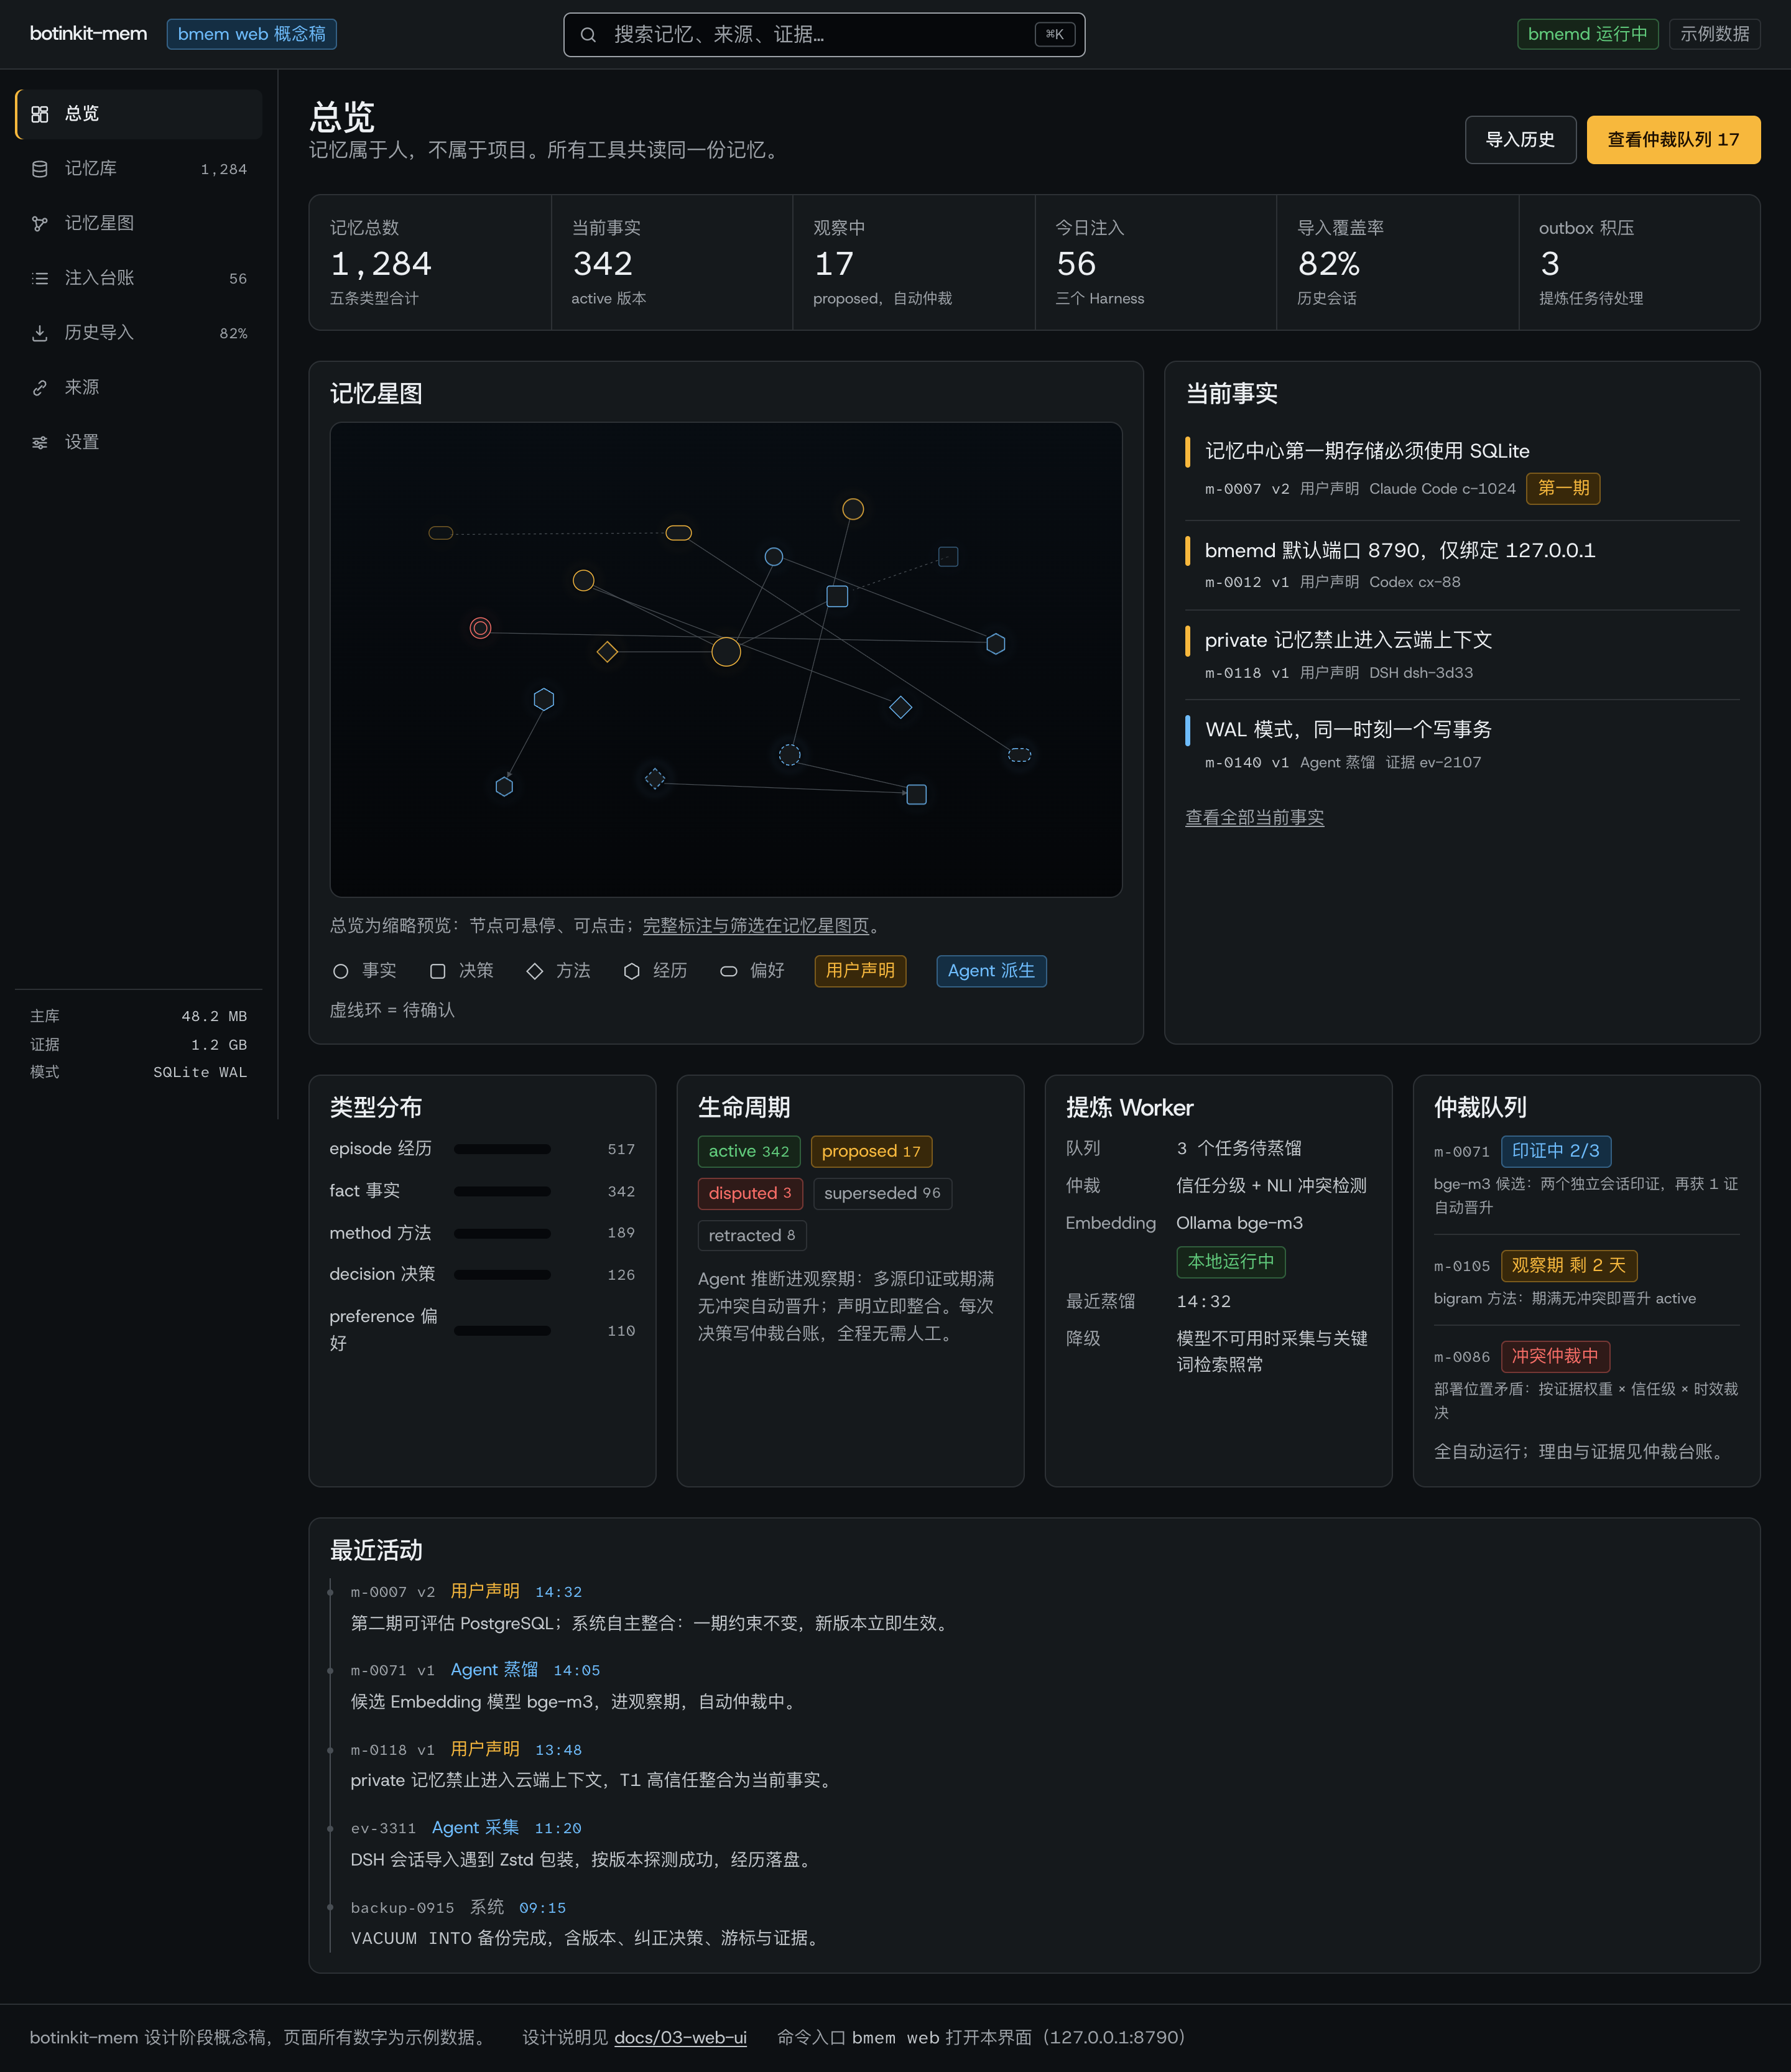 botinkit-mem
bmem web 概念稿
搜索记忆、来源、证据…
⌘K
bmemd 运行中
示例数据
总览
记忆库 1,284
记忆星图
注入台账 56
历史导入 82%
来源
设置
主库 48.2 MB
证据 1.2 GB
模式 SQLite WAL
总览
记忆属于人，不属于项目。所有工具共读同一份记忆。
导入历史
查看仲裁队列 17
记忆总数
1,284
五条类型合计
当前事实
342
active 版本
观察中
17
proposed，自动仲裁
今日注入
56
三个 Harness
导入覆盖率
82%
历史会话
outbox 积压
3
提炼任务待处理
记忆星图
总览为缩略预览：节点可悬停、可点击；完整标注与筛选在记忆星图页。
事实 决策 方法 经历 偏好 用户声明 Agent 派生
虚线环 = 待确认
当前事实
记忆中心第一期存储必须使用 SQLite
m-0007 v2 用户声明 Claude Code c-1024 第一期
bmemd 默认端口 8790，仅绑定 127.0.0.1
m-0012 v1 用户声明 Codex cx-88
private 记忆禁止进入云端上下文
m-0118 v1 用户声明 DSH dsh-3d33
WAL 模式，同一时刻一个写事务
m-0140 v1 Agent 蒸馏 证据 ev-2107
查看全部当前事实
类型分布
episode 经历 517
fact 事实 342
method 方法 189
decision 决策 126
preference 偏
好 110
生命周期
active 342 proposed 17
disputed 3 superseded 96
retracted 8
Agent 推断进观察期：多源印证或期满
无冲突自动晋升；声明立即整合。每次
决策写仲裁台账，全程无需人工。
提炼 Worker
队列 3 个任务待蒸馏
仲裁 信任分级 + NLI 冲突检测
Embedding Ollama bge-m3
本地运行中
最近蒸馏 14:32
降级 模型不可用时采集与关键
词检索照常
仲裁队列
m-0071 印证中 2/3
bge-m3 候选：两个独立会话印证，再获 1 证
自动晋升
m-0105 观察期 剩 2 天
bigram 方法：期满无冲突即晋升 active
m-0086 冲突仲裁中
部署位置矛盾：按证据权重 × 信任级 × 时效裁
决
全自动运行；理由与证据见仲裁台账。
最近活动
m-0007 v2 用户声明 14:32
第二期可评估 PostgreSQL；系统自主整合：一期约束不变，新版本立即生效。
m-0071 v1 Agent 蒸馏 14:05
候选 Embedding 模型 bge-m3，进观察期，自动仲裁中。
m-0118 v1 用户声明 13:48
private 记忆禁止进入云端上下文，T1 高信任整合为当前事实。
ev-3311 Agent 采集 11:20
DSH 会话导入遇到 Zstd 包装，按版本探测成功，经历落盘。
backup-0915 系统 09:15
VACUUM INTO 备份完成，含版本、纠正决策、游标与证据。
botinkit-mem 设计阶段概念稿，页面所有数字为示例数据。 设计说明见 docs/03-web-ui 命令入口 bmem web 打开本界面（127.0.0.1:8790）